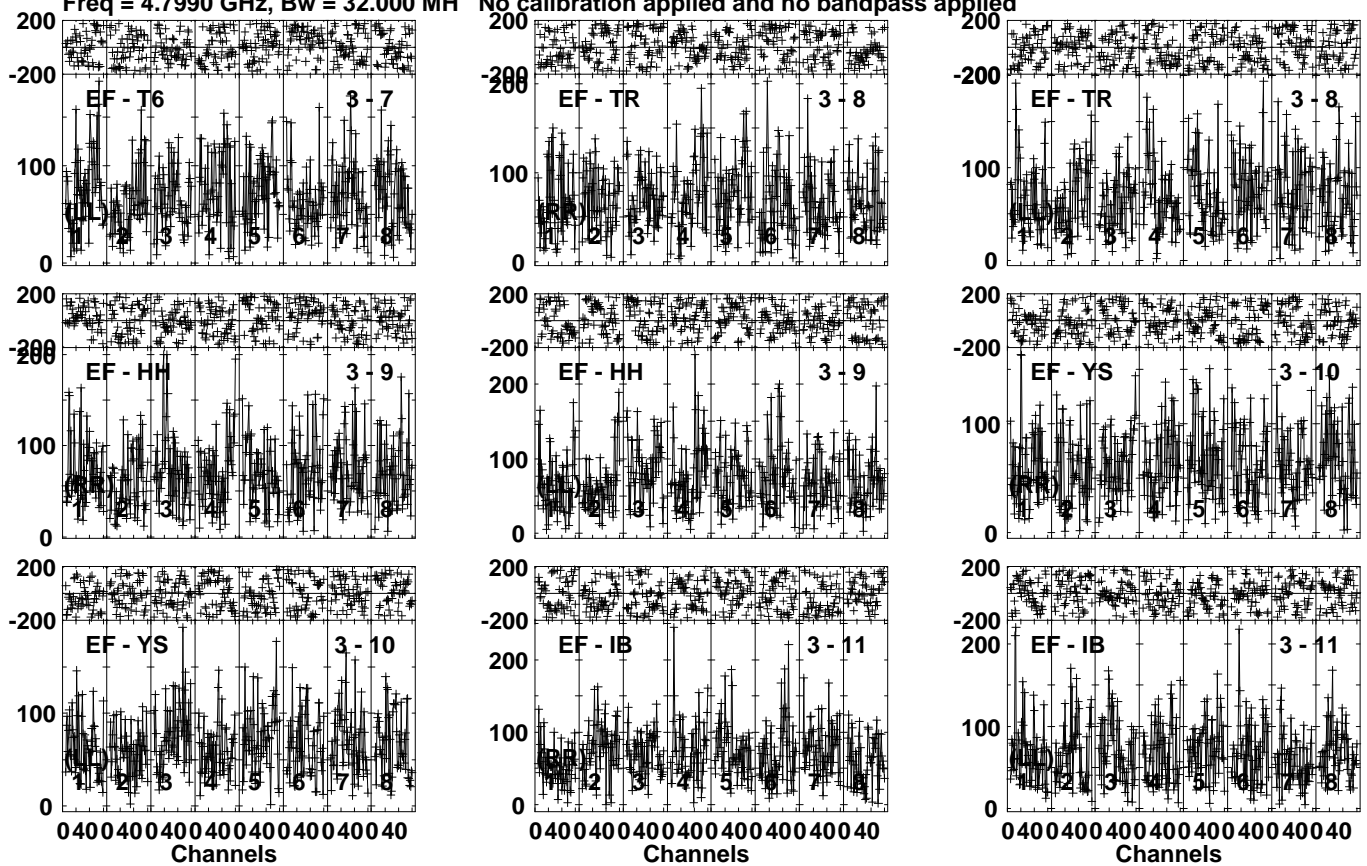 Freq = 4.7990 GHz, Bw = 32.000 MH No calibration applied and no bandpass applied
200 200 200
-200 -200 -200
200
EF - T6 3 - 7 EF - TR 3 - 8 EF - TR 3 - 8
100 100 100
(LL) (RR) (LL)
1 2 3 4 5 6 7 8 1 2 3 4 5 6 7 8 1 2 3 4 5 6 7 8
0 0 0
200 200 200
-200 -200 -200
200
EF - HH 3 - 9 EF - HH 3 - 9 EF - YS 3 - 10
200
100 100 100
(RR) (LL) (RR)
1 2 3 4 5 6 7 8 1 2 3 4 5 6 7 8 1 2 3 4 5 6 7 8
0 0 0
200 200 200
-200 -200 -200
EF - YS 3 - 10 EF - IB 3 - 11 EF - IB 3 - 11
200 200
100 100 100
(LL) (RR) (LL)
1 2 3 4 5 6 7 8 1 2 3 4 5 6 7 8 1 2 3 4 5 6 7 8
0 0 0
0 40 0 40 0 40 0 40 0 40 0 40 0 40 0 40 0 40 0 40 0 40 0 40 0 40 0 40 0 40 0 40 0 40 0 40 0 40 0 40 0 40 0 40 0 40 0 40
Channels Channels Channels